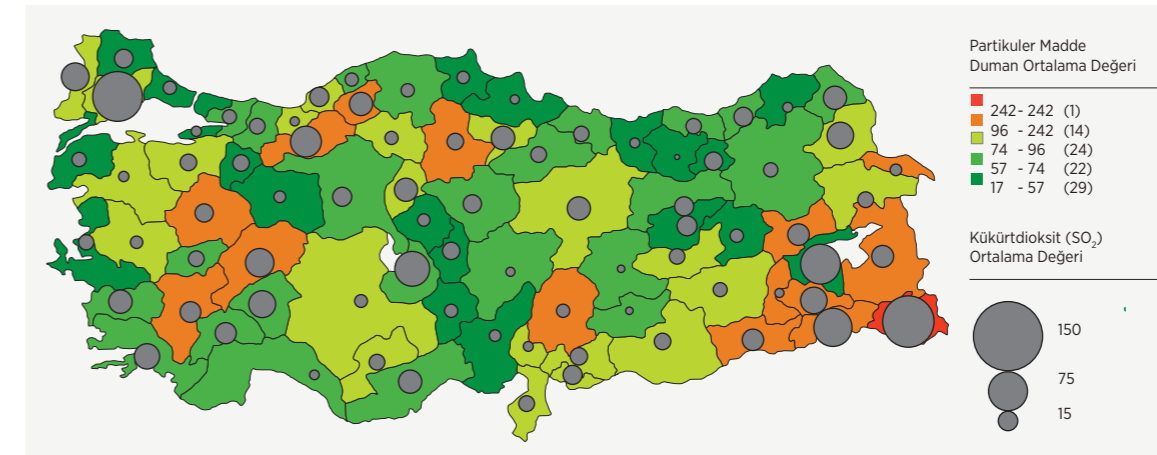 Partikuler Madde
Duman Ortalama Değeri
242 - 242 (1)
96 - 242 (14)
74 - 96 (24)
57 - 74 (22)
17 - 57 (29)
Kükürtdioksit (SO₂)
Ortalama Değeri
150
75
15